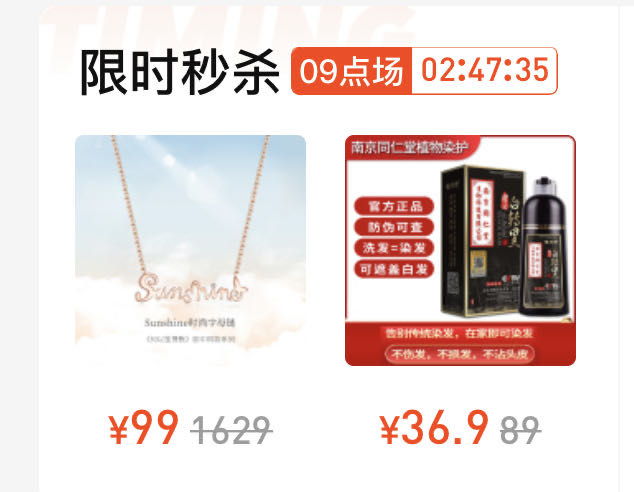 TIMING
限时秒杀
09点场
02:47:35
Sunshine
Sunshine时尚字母链
南京同仁堂植物染护
官方正品
防伪可查
洗发=染发
可遮盖白发
告别传统染发,在家即可染发
不伤发,不损发,不沾头皮
¥99 1629
¥36.9 89